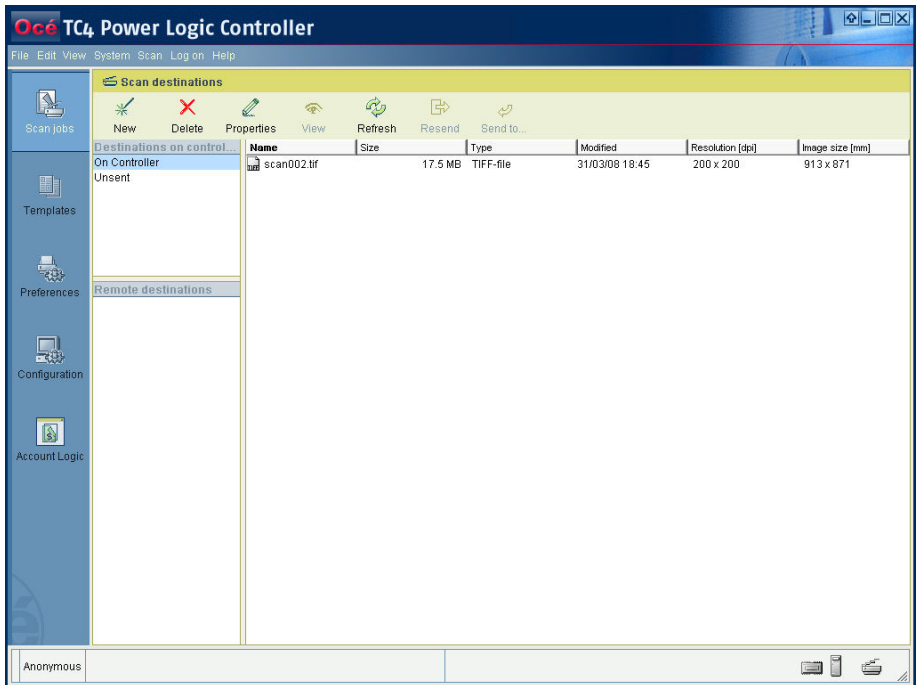 Océ TC4 Power Logic Controller
File Edit View System Scan Log on Help
Scan destinations
New Delete Properties View Refresh Resend Send to...
Scan jobs
Templates
Preferences
Configuration
Account Logic
Destinations on control...
On Controller
Unsent
Remote destinations
Name Size Type Modified Resolution [dpi] Image size [mm]
scan002.tif 17.5 MB TIFF-file 31/03/08 18:45 200 x 200 913 x 871
Anonymous